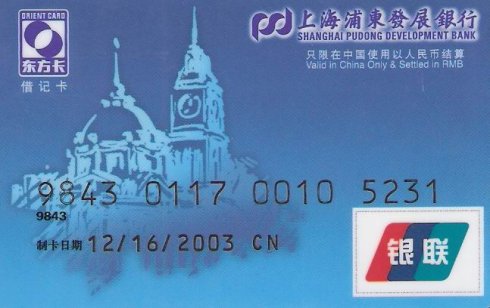 ORIENT CARD
东方卡
借记卡
上海浦東發展銀行
SHANGHAI PUDONG DEVELOPMENT BANK
只限在中国使用以人民币结算
Valid in China Only & Settled in RMB
9843 0117 0010 5231
9843
制卡日期 12/16/2003 CN
银联